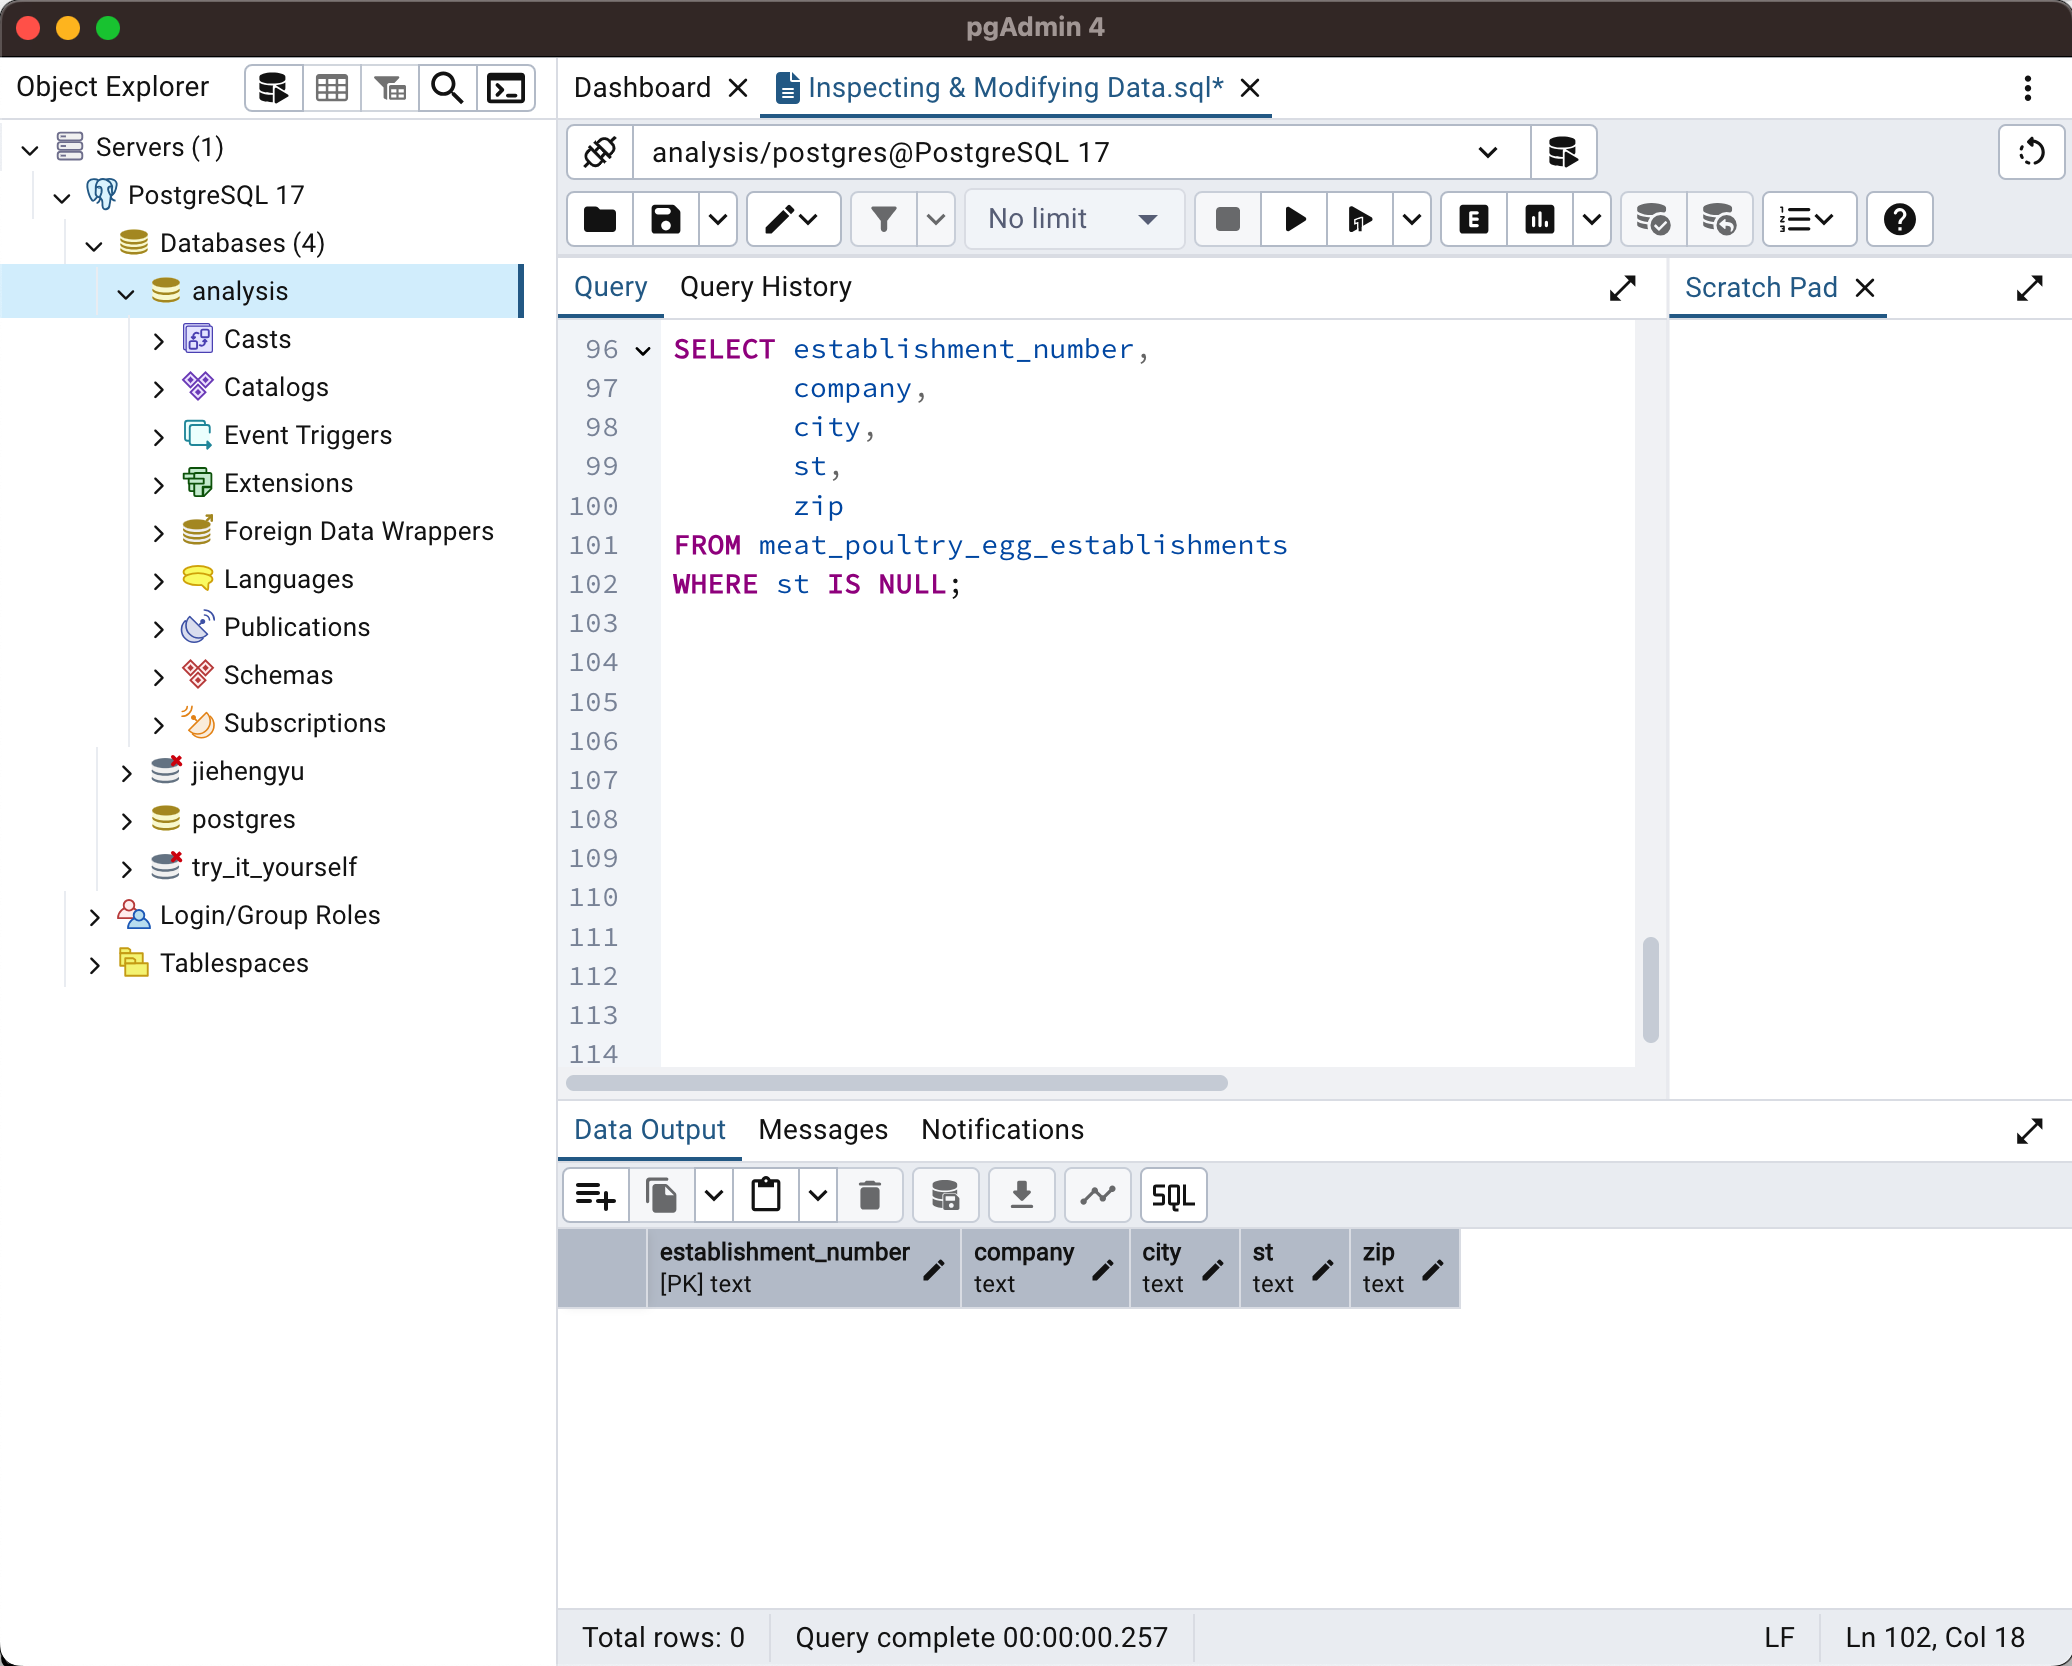 pgAdmin 4
Object Explorer
Servers (1)
PostgreSQL 17
Databases (4)
analysis
Casts
Catalogs
Event Triggers
Extensions
Foreign Data Wrappers
Languages
Publications
Schemas
Subscriptions
jiehengyu
postgres
try_it_yourself
Login/Group Roles
Tablespaces
Dashboard
Inspecting & Modifying Data.sql*
analysis/postgres@PostgreSQL 17
No limit
E
Query Query History
Scratch Pad
96 SELECT establishment_number,
97 company,
98 city,
99 st,
100 zip
101 FROM meat_poultry_egg_establishments
102 WHERE st IS NULL;
103
104
105
106
107
108
109
110
111
112
113
114
Data Output Messages Notifications
SQL
establishment_number company city st zip
[PK] text text text text text
Total rows: 0 Query complete 00:00:00.257 LF Ln 102, Col 18